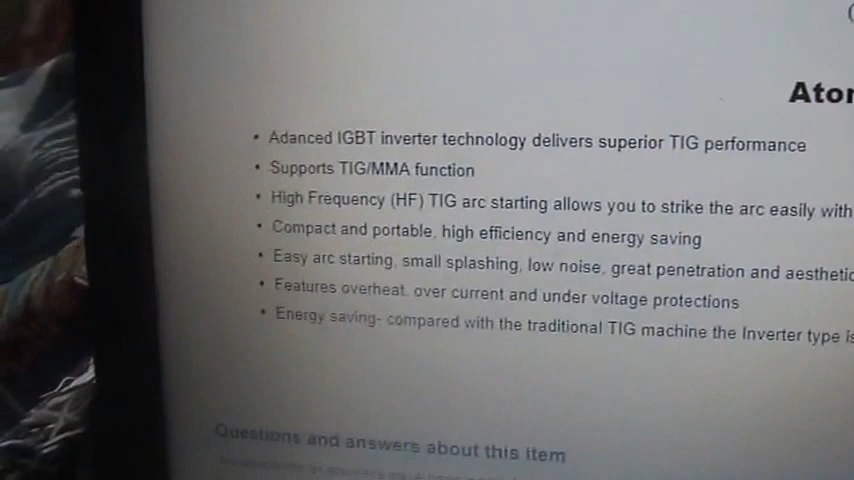 Ator
Adanced IGBT inverter technology delivers superior TIG performance
Supports TIG/MMA function
High Frequency (HF) TIG arc starting allows you to strike the arc easily with
Compact and portable, high efficiency and energy saving
Easy arc starting, small splashing, low noise, great penetration and aesthetic
Features overheat, over current and under voltage protections
Energy saving- compared with the traditional TIG machine the Inverter type is
Questions and answers about this item